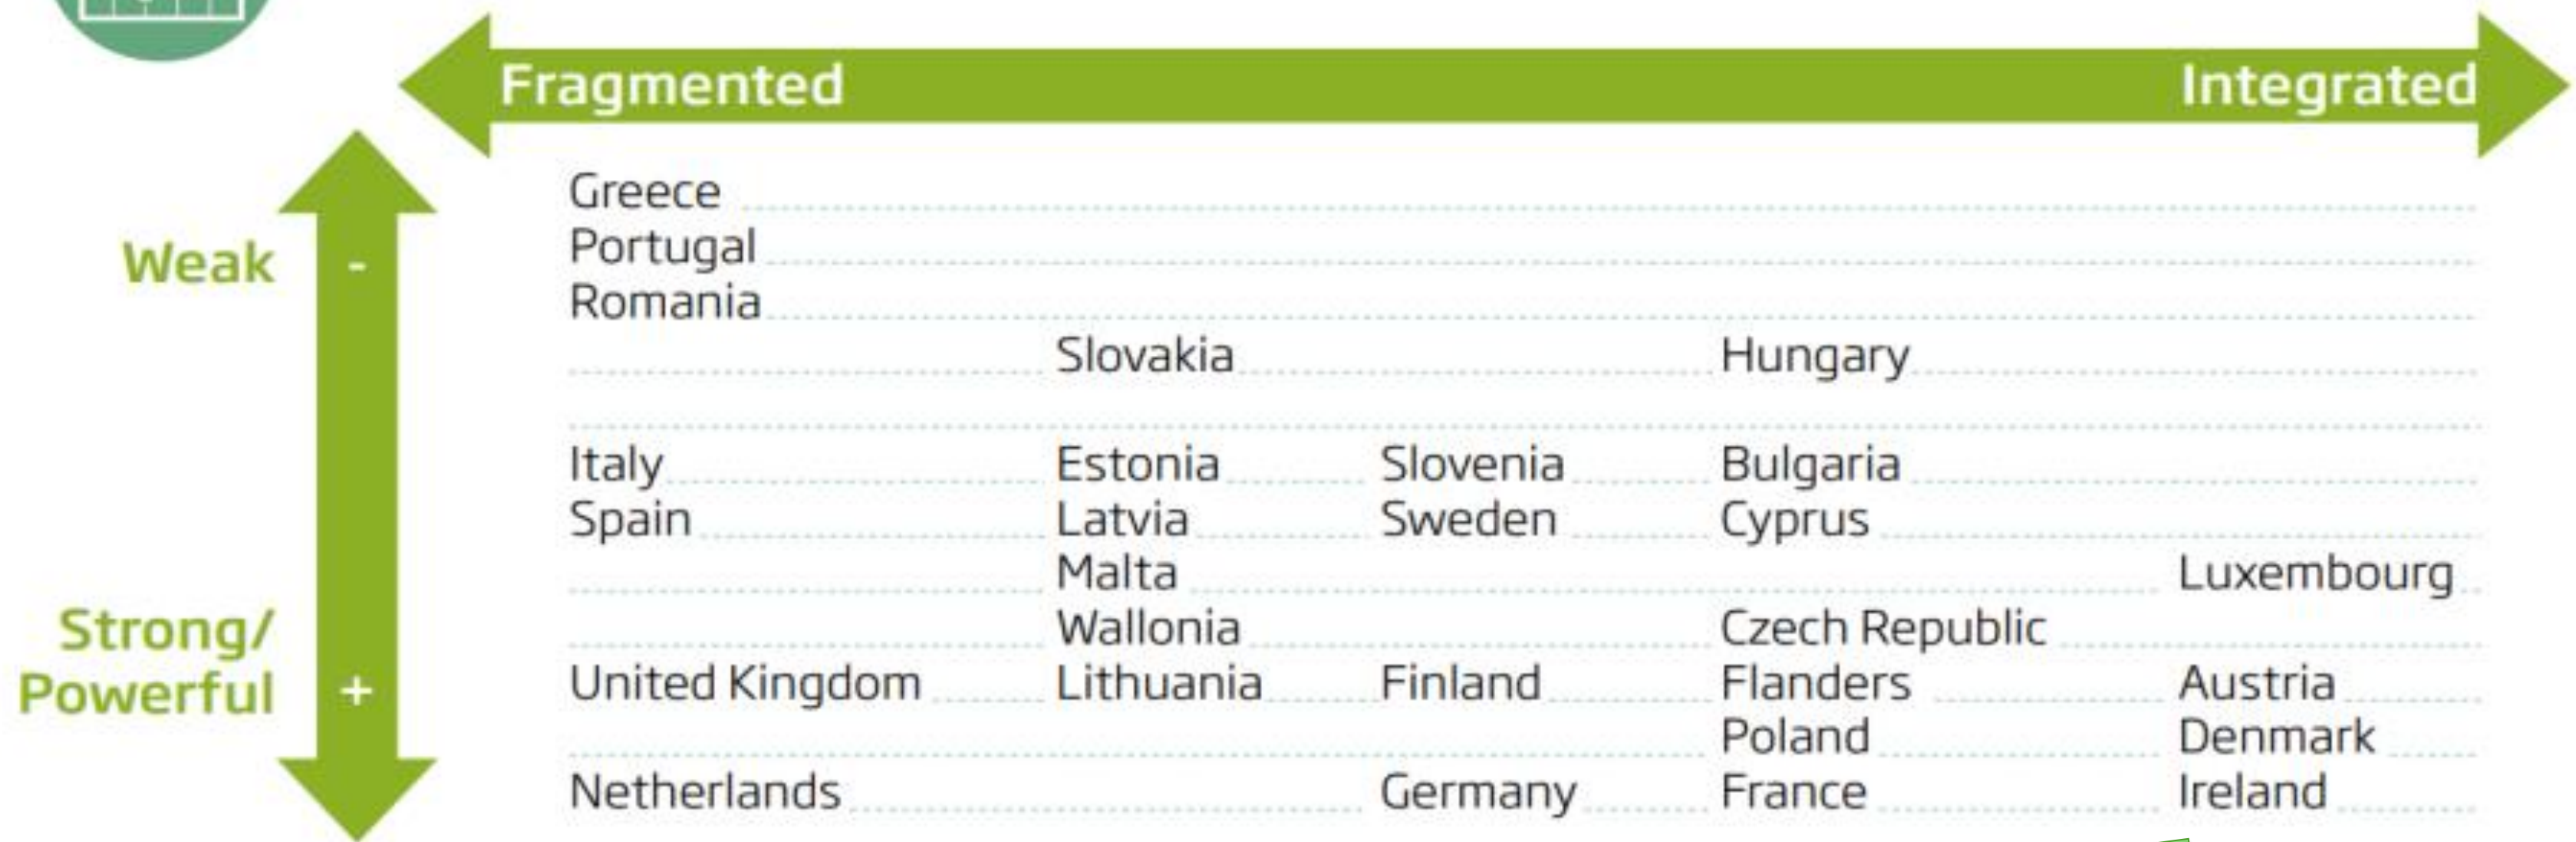 Fragmented Integrated
Greece
Weak - Portugal
Romania
Slovakia Hungary
Italy Estonia Slovenia Bulgaria
Spain Latvia Sweden Cyprus
Malta Luxembourg
Strong/ Wallonia Czech Republic
Powerful + United Kingdom Lithuania Finland Flanders Austria
Poland Denmark
Netherlands Germany France Ireland